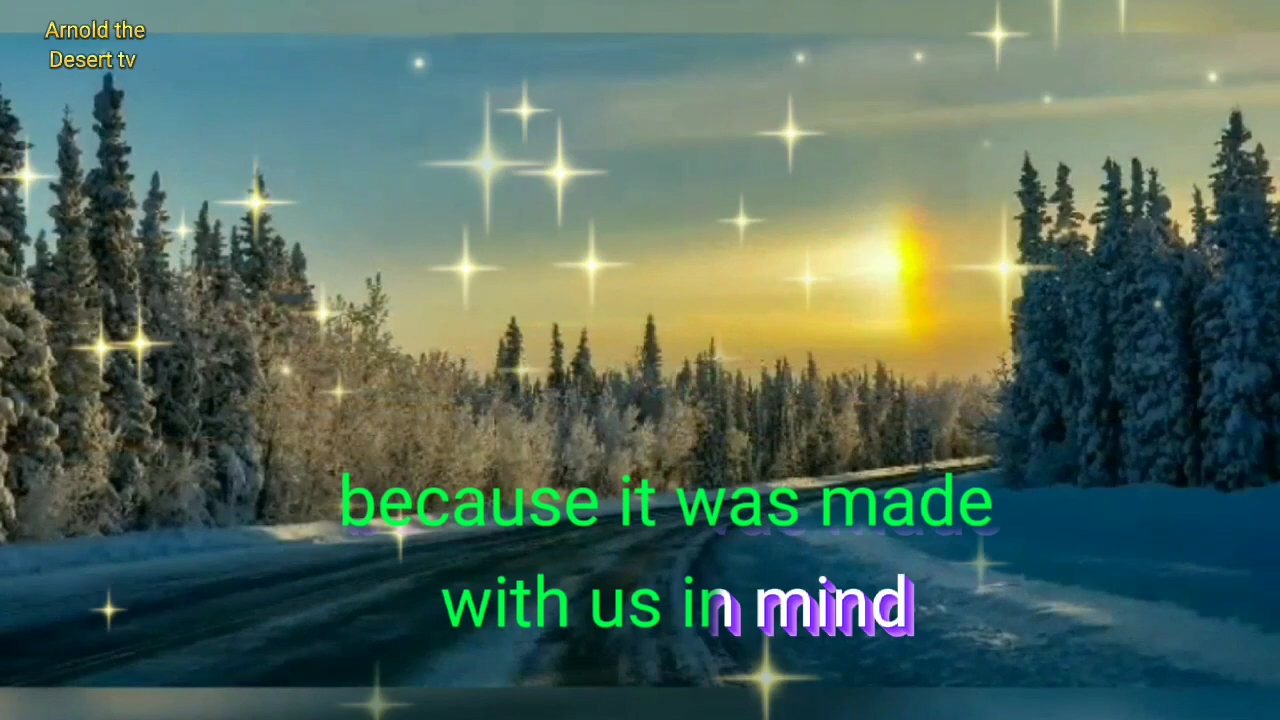 Arnold the
Desert tv
because it was made
with us in mind